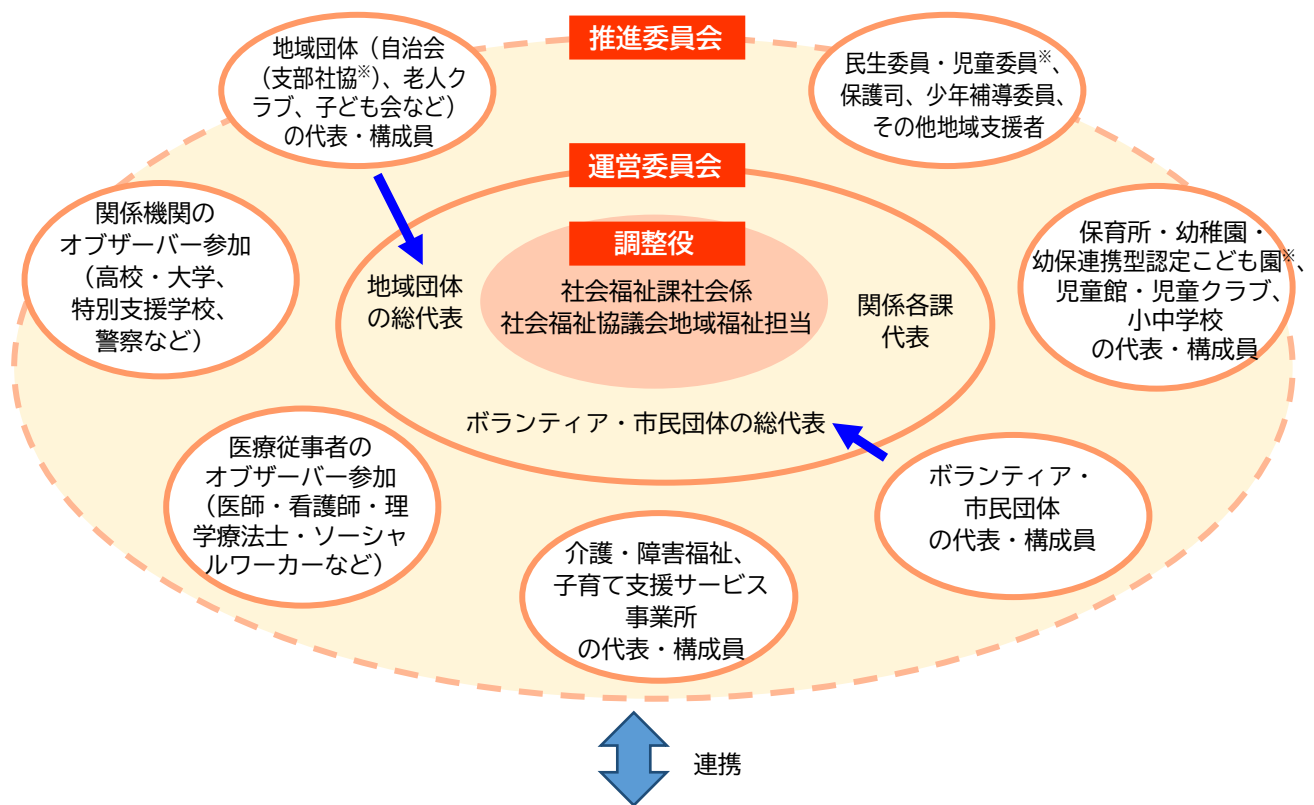 推進委員会
地域団体（自治会
（支部社協※）、老人ク
ラブ、子ども会など）
の代表・構成員
民生委員・児童委員※、
保護司、少年補導委員、
その他地域支援者
運営委員会
関係機関の
オブザーバー参加
（高校・大学、
特別支援学校、
警察など）
調整役
社会福祉課社会係
社会福祉協議会地域福祉担当
地域団体
の総代表
関係各課
代表
保育所・幼稚園・
幼保連携型認定こども園※、
児童館・児童クラブ、
小中学校
の代表・構成員
ボランティア・市民団体の総代表
医療従事者の
オブザーバー参加
（医師・看護師・理
学療法士・ソーシャ
ルワーカーなど）
ボランティア・
市民団体
の代表・構成員
介護・障害福祉、
子育て支援サービス
事業所
の代表・構成員
連携